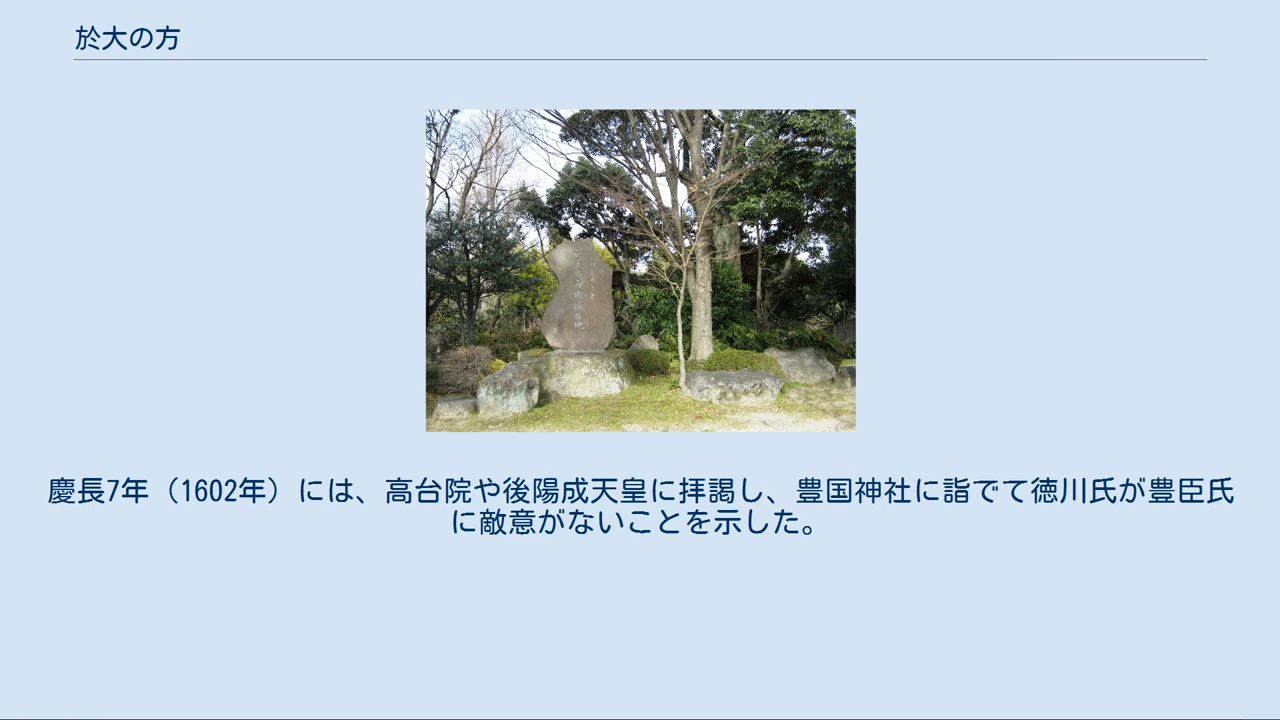 於大の方
慶長7年（1602年）には、高台院や後陽成天皇に拝謁し、豊国神社に詣でて徳川氏が豊臣氏
に敵意がないことを示した。